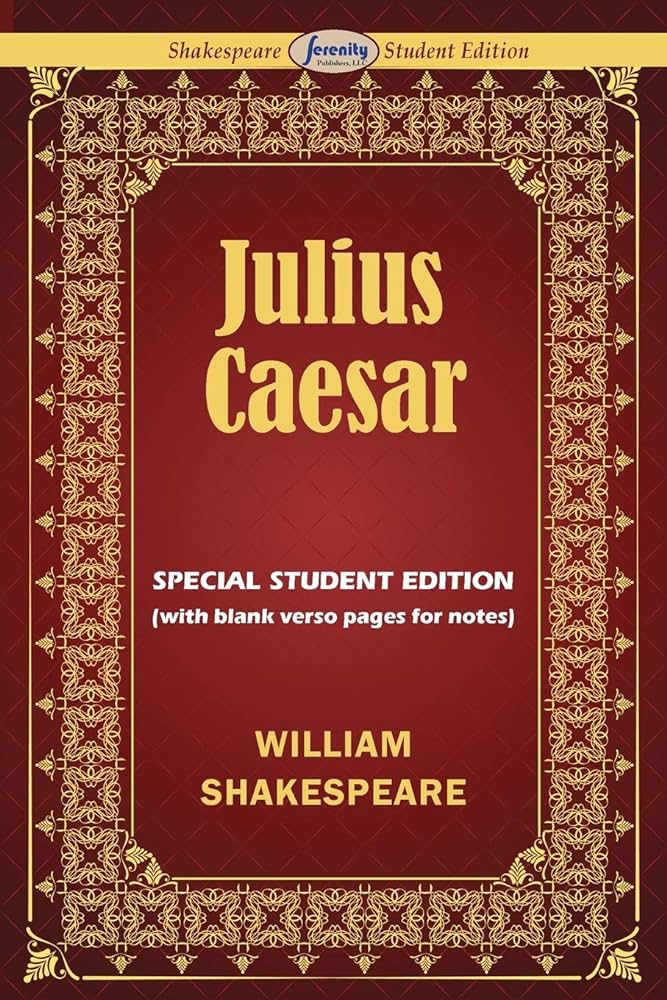 Shakespeare Serenity Student Edition
Publishers, LLC
Julius
Caesar
SPECIAL STUDENT EDITION
(with blank verso pages for notes)
WILLIAM
SHAKESPEARE